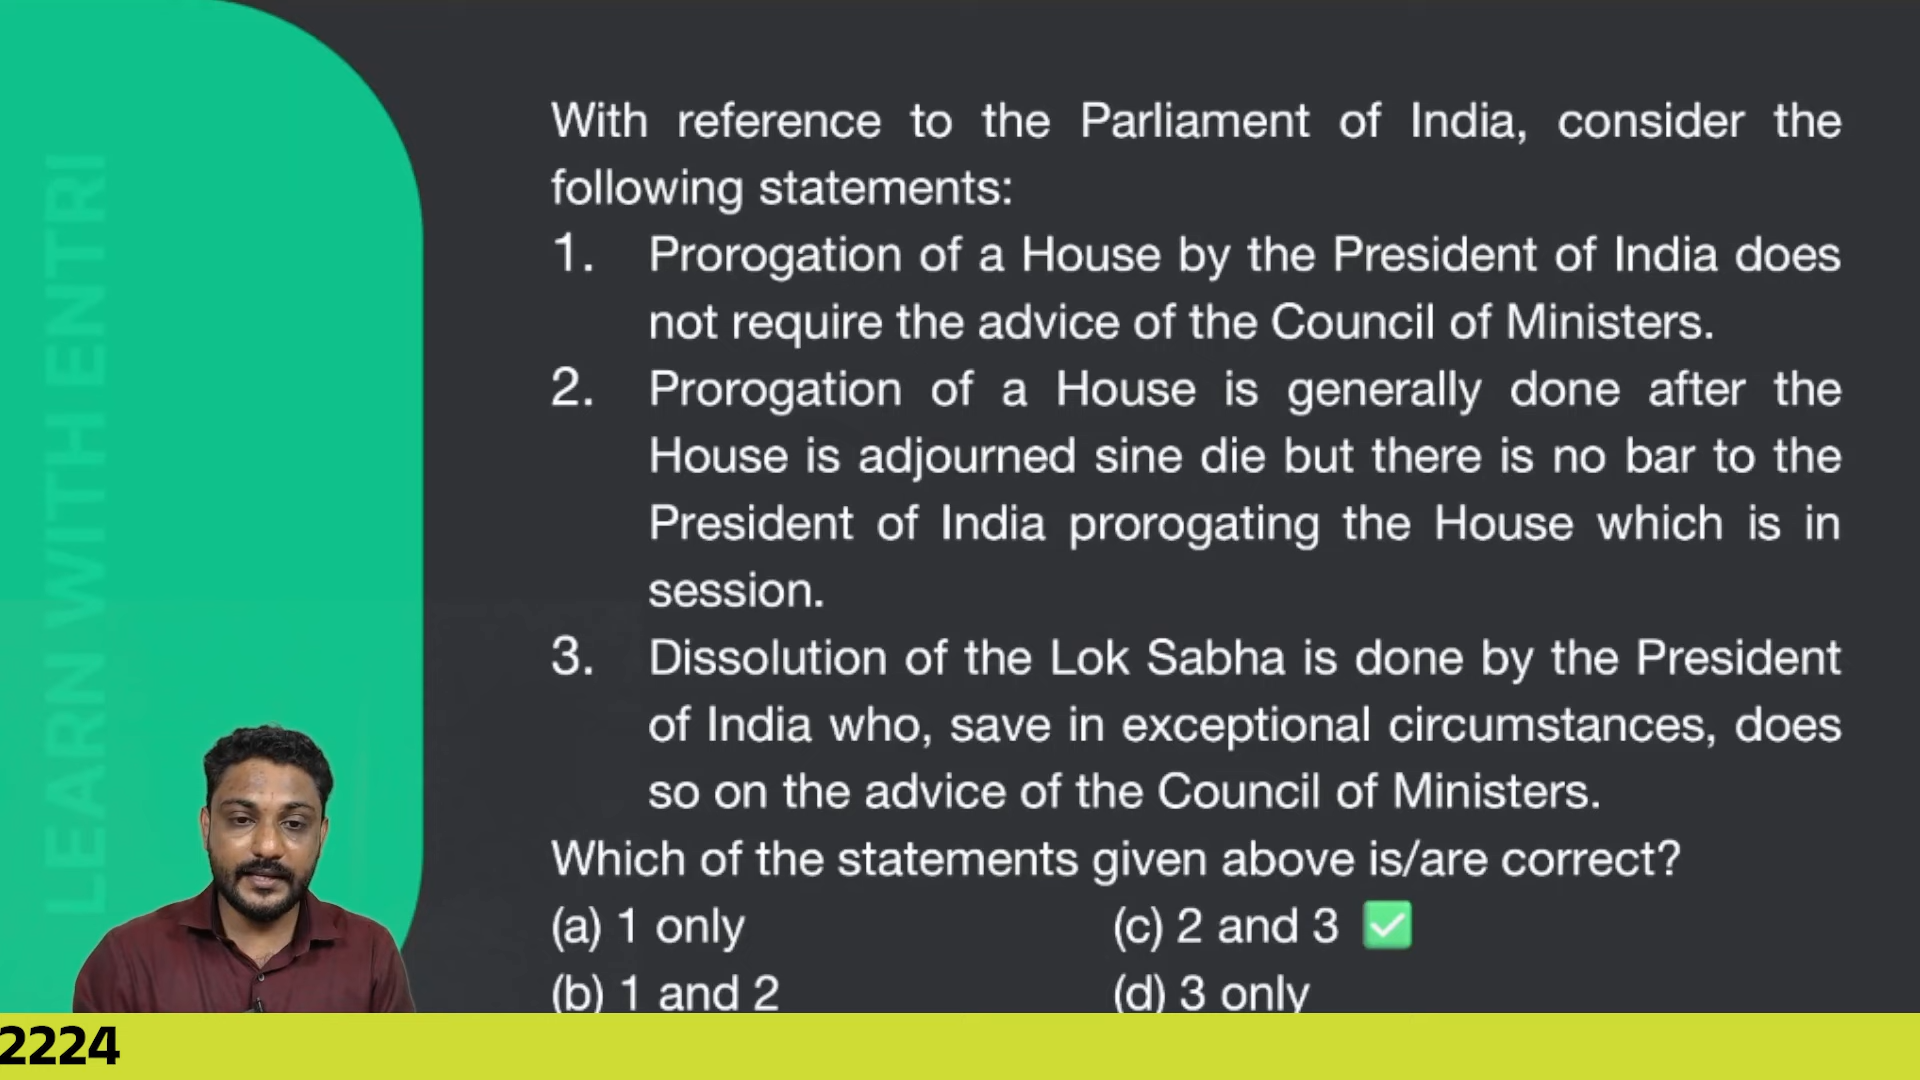 LEARN WITH ENTRI
With reference to the Parliament of India, consider the
following statements:
1. Prorogation of a House by the President of India does
not require the advice of the Council of Ministers.
2. Prorogation of a House is generally done after the
House is adjourned sine die but there is no bar to the
President of India prorogating the House which is in
session.
3. Dissolution of the Lok Sabha is done by the President
of India who, save in exceptional circumstances, does
so on the advice of the Council of Ministers.
Which of the statements given above is/are correct?
(a) 1 only (c) 2 and 3 ✅
(b) 1 and 2 (d) 3 only
2224